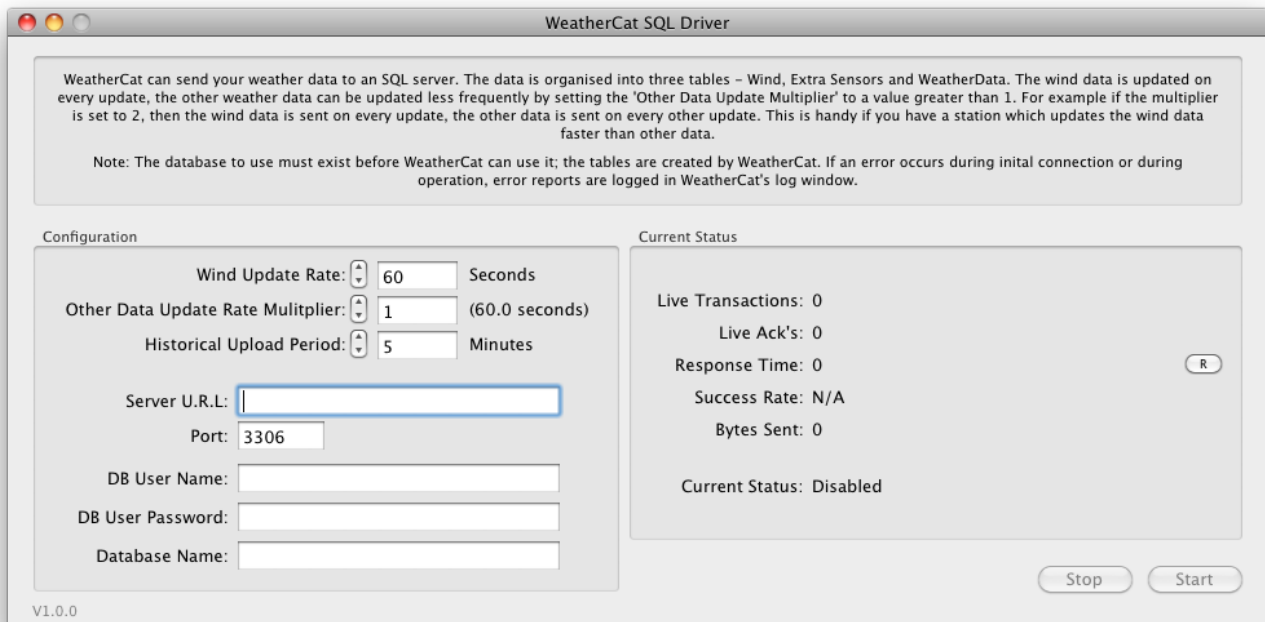 WeatherCat SQL Driver
WeatherCat can send your weather data to an SQL server. The data is organised into three tables – Wind, Extra Sensors and WeatherData. The wind data is updated on
every update, the other weather data can be updated less frequently by setting the 'Other Data Update Multiplier' to a value greater than 1. For example if the multiplier
is set to 2, then the wind data is sent on every update, the other data is sent on every other update. This is handy if you have a station which updates the wind data
faster than other data.
Note: The database to use must exist before WeatherCat can use it; the tables are created by WeatherCat. If an error occurs during inital connection or during
operation, error reports are logged in WeatherCat's log window.
Configuration
Wind Update Rate: 60 Seconds
Other Data Update Rate Mulitplier: 1 (60.0 seconds)
Historical Upload Period: 5 Minutes
Server U.R.L:
Port: 3306
DB User Name:
DB User Password:
Database Name:
Current Status
Live Transactions: 0
Live Ack's: 0
Response Time: 0
R
Success Rate: N/A
Bytes Sent: 0
Current Status: Disabled
Stop Start
V1.0.0